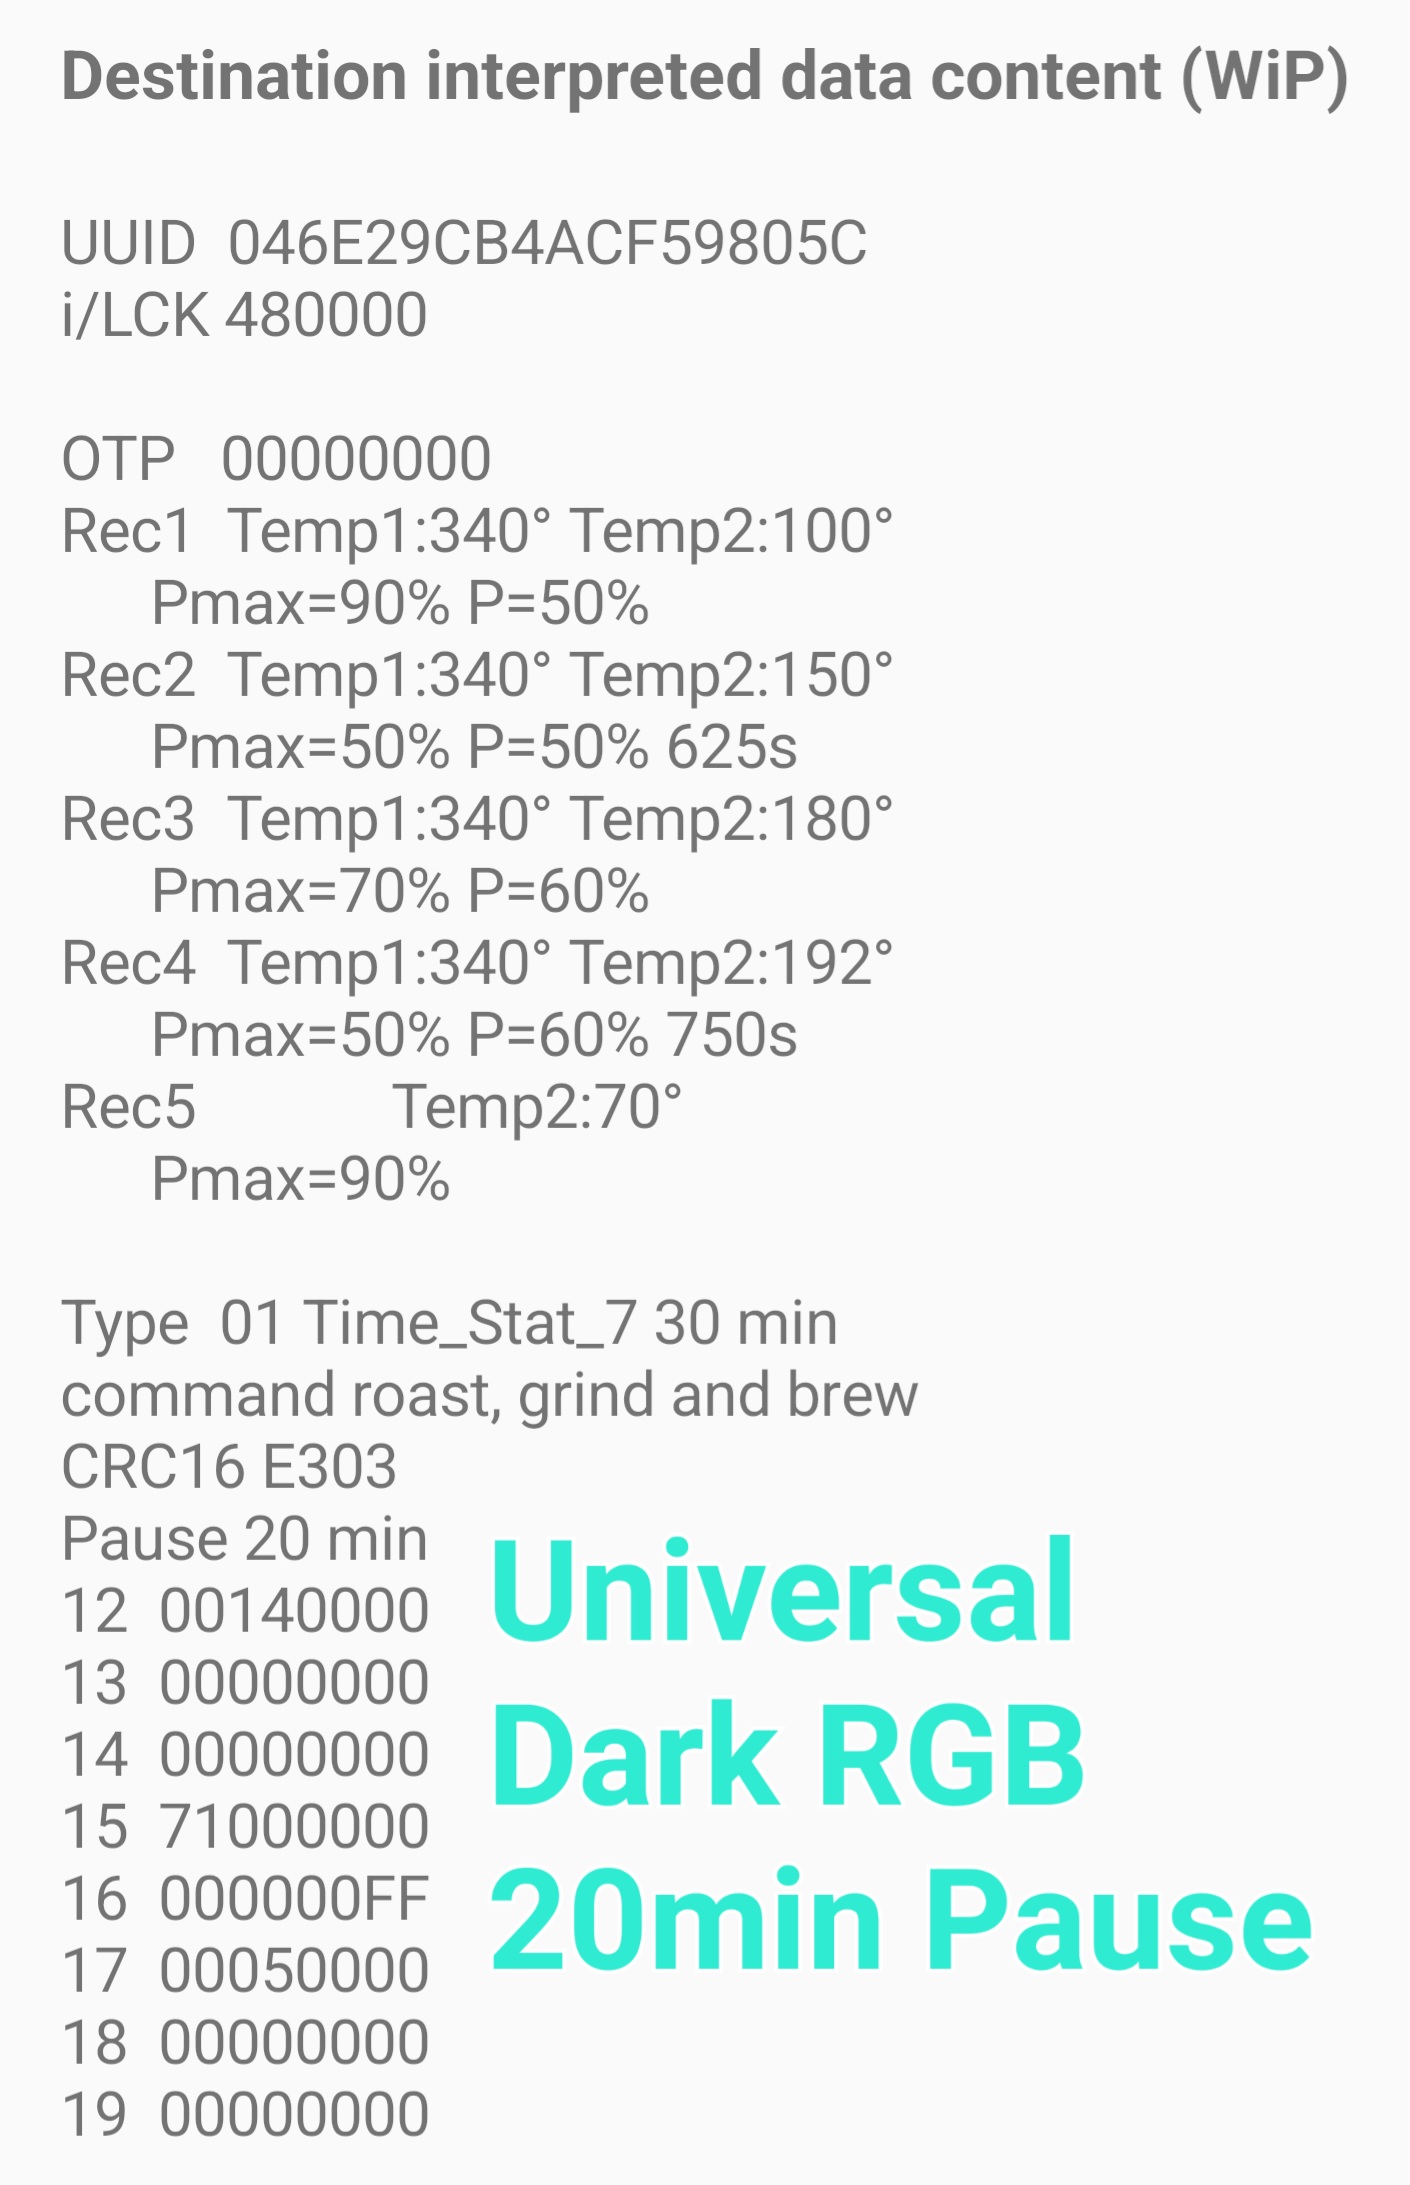 Destination interpreted data content (WiP)
UUID 046E29CB4ACF59805C
i/LCK 480000
OTP 00000000
Rec1 Temp1:340° Temp2:100°
Pmax=90% P=50%
Rec2 Temp1:340° Temp2:150°
Pmax=50% P=50% 625s
Rec3 Temp1:340° Temp2:180°
Pmax=70% P=60%
Rec4 Temp1:340° Temp2:192°
Pmax=50% P=60% 750s
Rec5 Temp2:70°
Pmax=90%
Type 01 Time_Stat_7 30 min
command roast, grind and brew
CRC16 E303
Pause 20 min
12 00140000
13 00000000
14 00000000
15 71000000
16 000000FF
17 00050000
18 00000000
19 00000000
Universal
Dark RGB
20min Pause